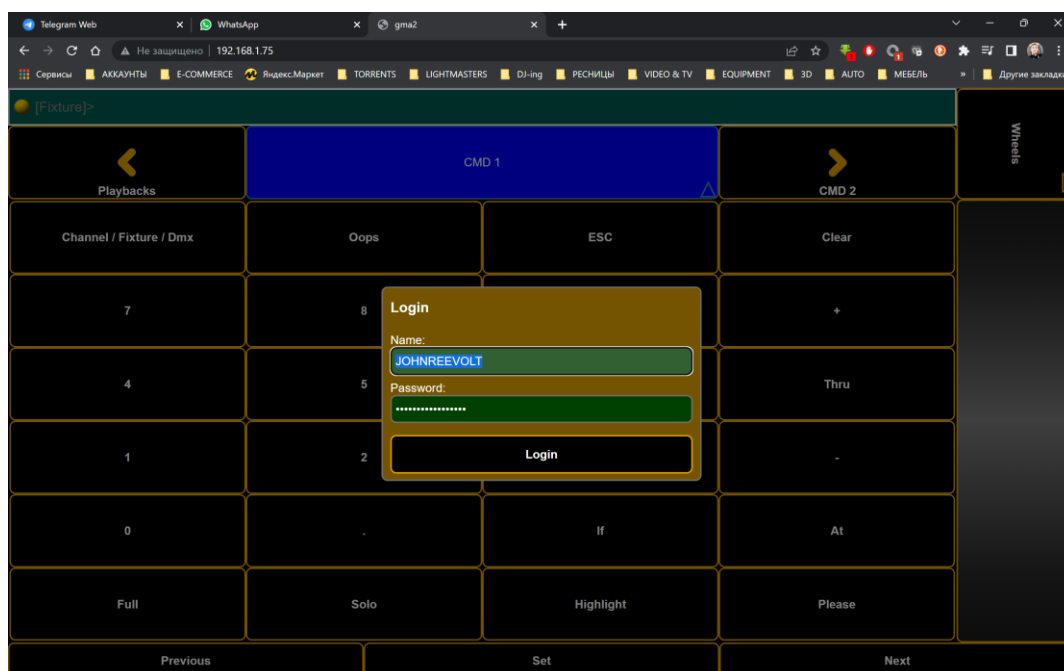 Telegram Web
WhatsApp
gma2
Не защищено | 192.168.1.75
Сервисы АККАУНТЫ E-COMMERCE Яндекс.Маркет TORRENTS LIGHTMASTERS DJ-ing РЕСНИЦЫ VIDEO & TV EQUIPMENT 3D AUTO МЕБЕЛЬ » Другие закладки
[Fixture]>
Wheels
Playbacks
CMD 1
CMD 2
Channel / Fixture / Dmx
Oops
ESC
Clear
7
8
+
Login
Name:
JOHNREEVOLT
4
5
Password:
Thru
•••••••••••••••••
1
2
Login
-
0
.
If
At
Full
Solo
Highlight
Please
Previous
Set
Next